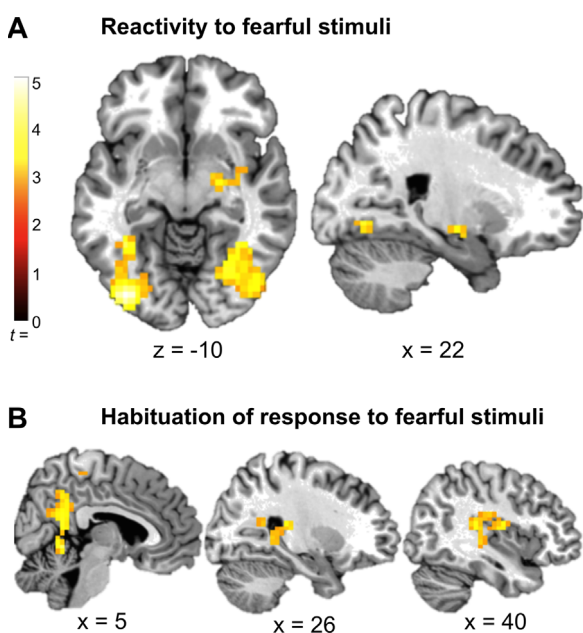 A Reactivity to fearful stimuli
5
4
3
2
1
0
t =
z = -10 x = 22
B Habituation of response to fearful stimuli
x = 5 x = 26 x = 40